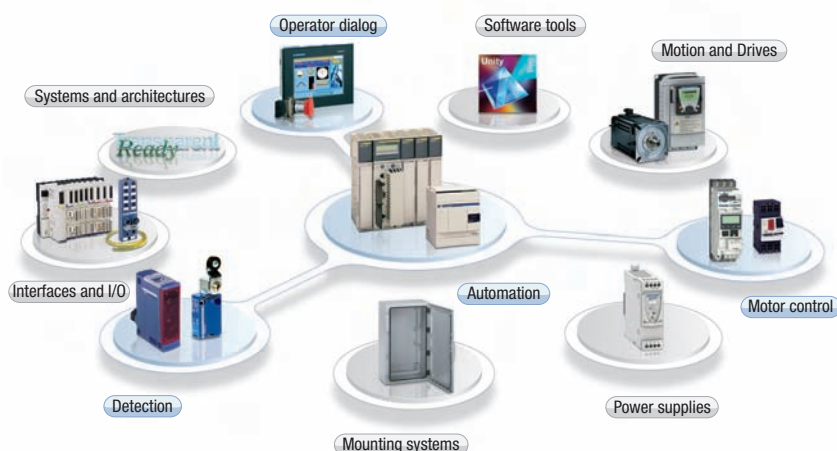 Operator dialog
Software tools
Motion and Drives
Systems and architectures
Unity
Transparent
Ready
Interfaces and I/O
Automation
Motor control
Detection
Power supplies
Mounting systems